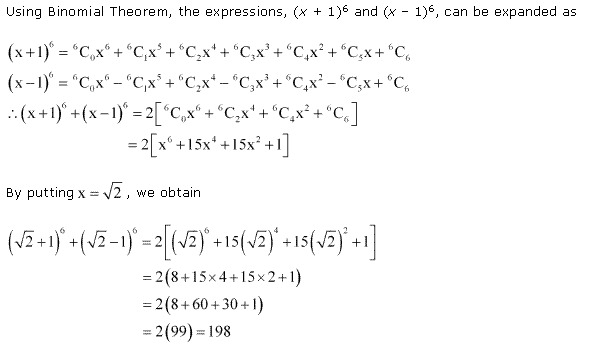 Using Binomial Theorem, the expressions, (x + 1)⁶ and (x – 1)⁶, can be expanded as
(x+1)⁶ = ⁶C₀x⁶ + ⁶C₁x⁵ + ⁶C₂x⁴ + ⁶C₃x³ + ⁶C₄x² + ⁶C₅x + ⁶C₆
(x−1)⁶ = ⁶C₀x⁶ − ⁶C₁x⁵ + ⁶C₂x⁴ − ⁶C₃x³ + ⁶C₄x² − ⁶C₅x + ⁶C₆
∴(x+1)⁶ + (x−1)⁶ = 2[⁶C₀x⁶ + ⁶C₂x⁴ + ⁶C₄x² + ⁶C₆]
= 2[x⁶ + 15x⁴ + 15x² + 1]
By putting x = √2, we obtain
(√2+1)⁶ + (√2−1)⁶ = 2[(√2)⁶ + 15(√2)⁴ + 15(√2)² + 1]
= 2(8+15×4+15×2+1)
= 2(8+60+30+1)
= 2(99) = 198